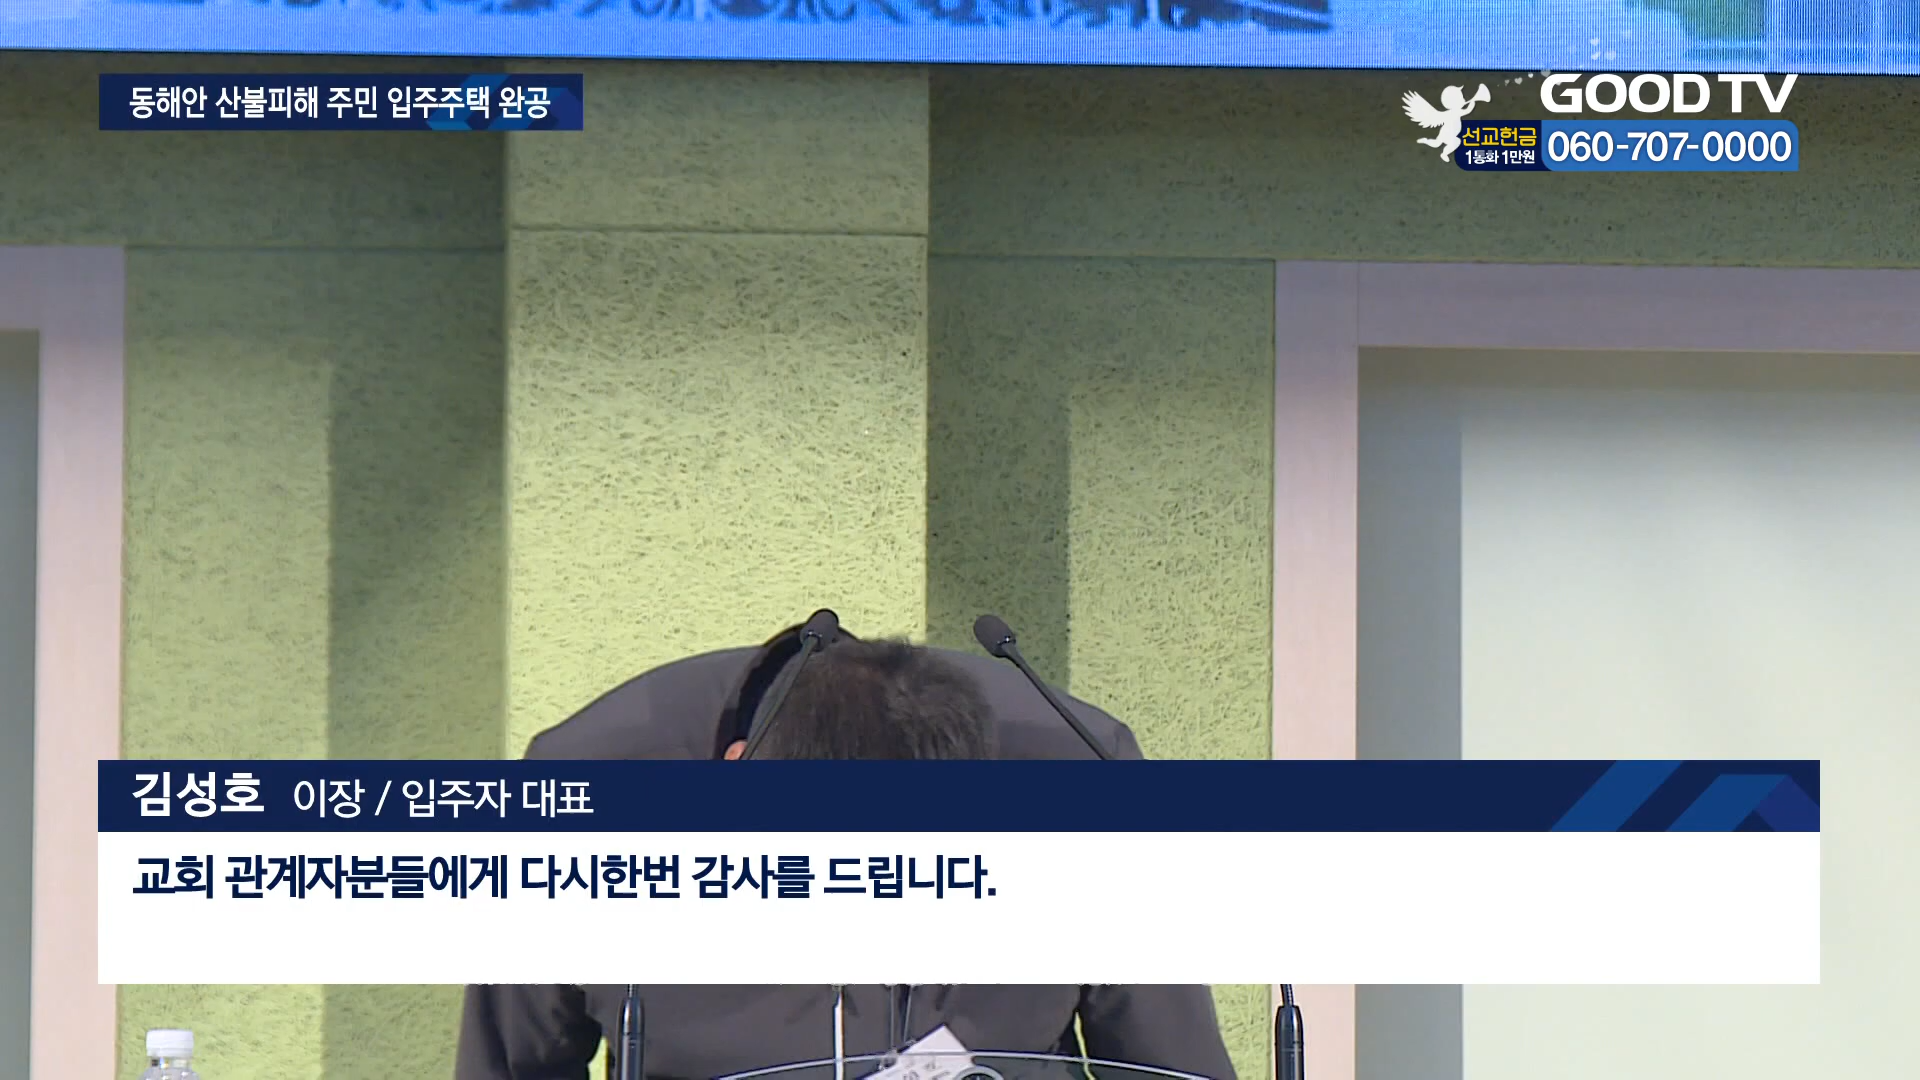 동해안 산불피해 주민 입주주택 완공
GOODTV
선교헌금
1통화 1만원
060-707-0000
김성호 이장 / 입주자 대표
교회 관계자분들에게 다시한번 감사를 드립니다.